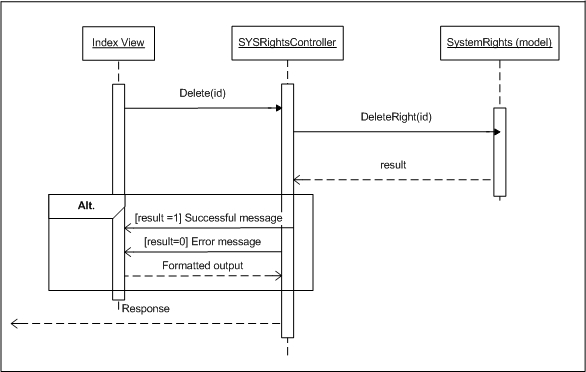 Index View
SYSRightsController
SystemRights (model)
Delete(id)
DeleteRight(id)
result
Alt.
[result =1] Successful message
[result=0] Error message
Formatted output
Response